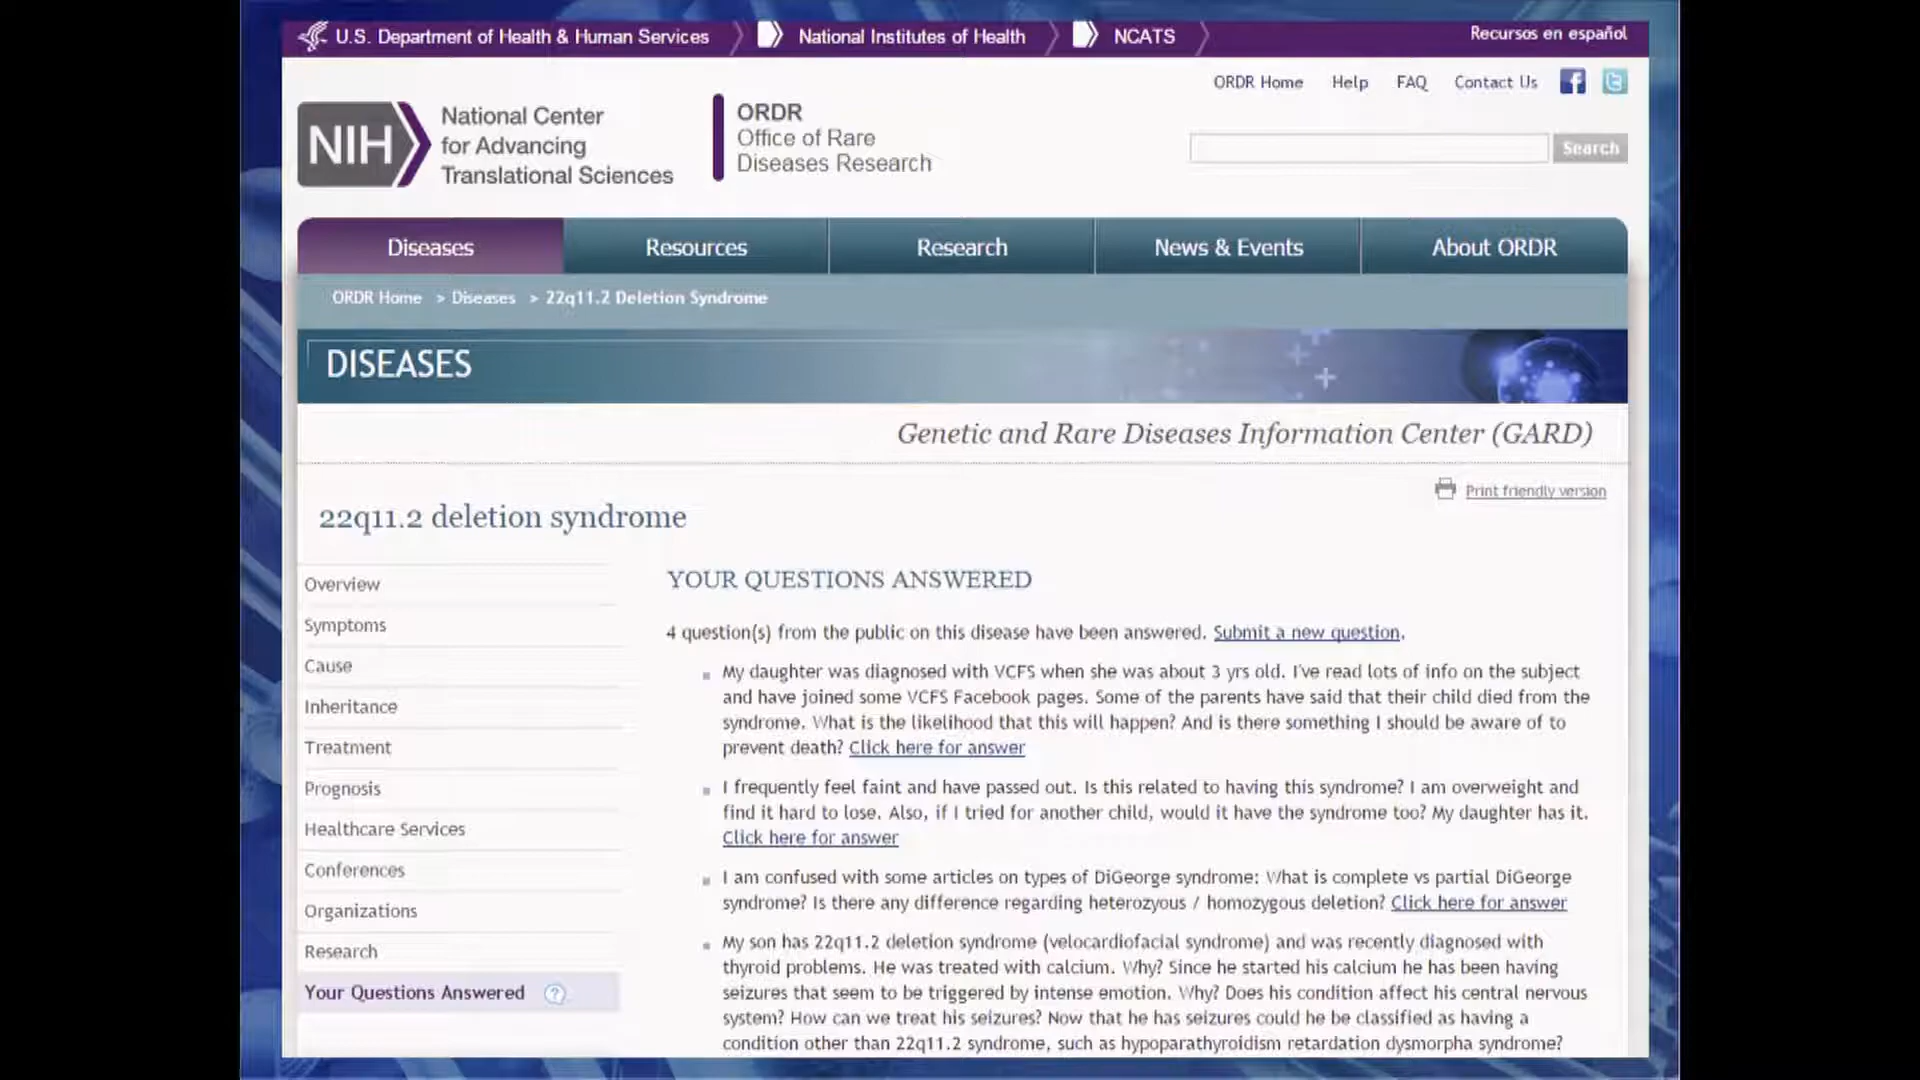 U.S. Department of Health & Human Services National Institutes of Health NCATS Recursos en español
ORDR Home Help FAQ Contact Us
NIH
National Center
for Advancing
Translational Sciences
ORDR
Office of Rare
Diseases Research
Search
Diseases Resources Research News & Events About ORDR
ORDR Home > Diseases > 22q11.2 Deletion Syndrome
DISEASES
Genetic and Rare Diseases Information Center (GARD)
Print friendly version
22q11.2 deletion syndrome
Overview
Symptoms
Cause
Inheritance
Treatment
Prognosis
Healthcare Services
Conferences
Organizations
Research
Your Questions Answered ?
YOUR QUESTIONS ANSWERED
4 question(s) from the public on this disease have been answered. Submit a new question.
My daughter was diagnosed with VCFS when she was about 3 yrs old. I've read lots of info on the subject
and have joined some VCFS Facebook pages. Some of the parents have said that their child died from the
syndrome. What is the likelihood that this will happen? And is there something I should be aware of to
prevent death? Click here for answer
I frequently feel faint and have passed out. Is this related to having this syndrome? I am overweight and
find it hard to lose. Also, if I tried for another child, would it have the syndrome too? My daughter has it.
Click here for answer
I am confused with some articles on types of DiGeorge syndrome: What is complete vs partial DiGeorge
syndrome? Is there any difference regarding heterozyous / homozygous deletion? Click here for answer
My son has 22q11.2 deletion syndrome (velocardiofacial syndrome) and was recently diagnosed with
thyroid problems. He was treated with calcium. Why? Since he started his calcium he has been having
seizures that seem to be triggered by intense emotion. Why? Does his condition affect his central nervous
system? How can we treat his seizures? Now that he has seizures could he be classified as having a
condition other than 22q11.2 syndrome, such as hypoparathyroidism retardation dysmorpha syndrome?